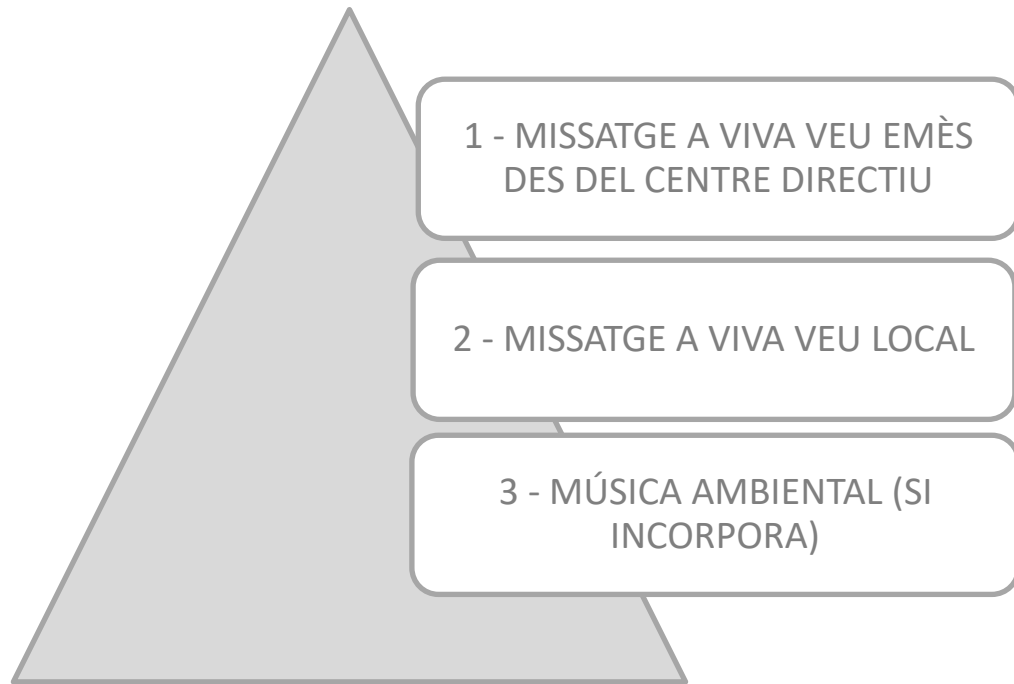 1 - MISSATGE A VIVA VEU EMÈS
DES DEL CENTRE DIRECTIU
2 - MISSATGE A VIVA VEU LOCAL
3 - MÚSICA AMBIENTAL (SI
INCORPORA)